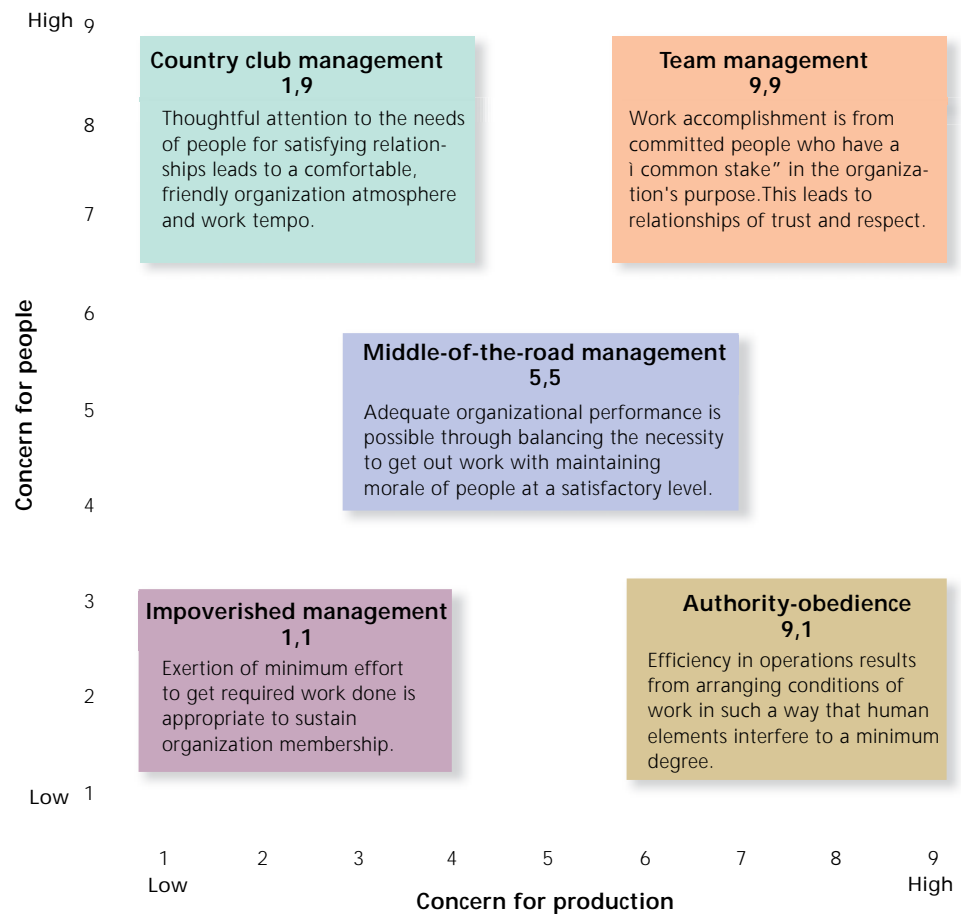 High 9
Country club management
1,9
Thoughtful attention to the needs
of people for satisfying relation-
ships leads to a comfortable,
friendly organization atmosphere
and work tempo.
Team management
9,9
Work accomplishment is from
committed people who have a
ì common stake” in the organiza-
tion's purpose.This leads to
relationships of trust and respect.
8
7
6
Concern for people
Middle-of-the-road management
5,5
Adequate organizational performance is
possible through balancing the necessity
to get out work with maintaining
morale of people at a satisfactory level.
5
4
3
Impoverished management
1,1
Exertion of minimum effort
to get required work done is
appropriate to sustain
organization membership.
Authority-obedience
9,1
Efficiency in operations results
from arranging conditions of
work in such a way that human
elements interfere to a minimum
degree.
2
Low 1
1 2 3 4 5 6 7 8 9
Low High
Concern for production